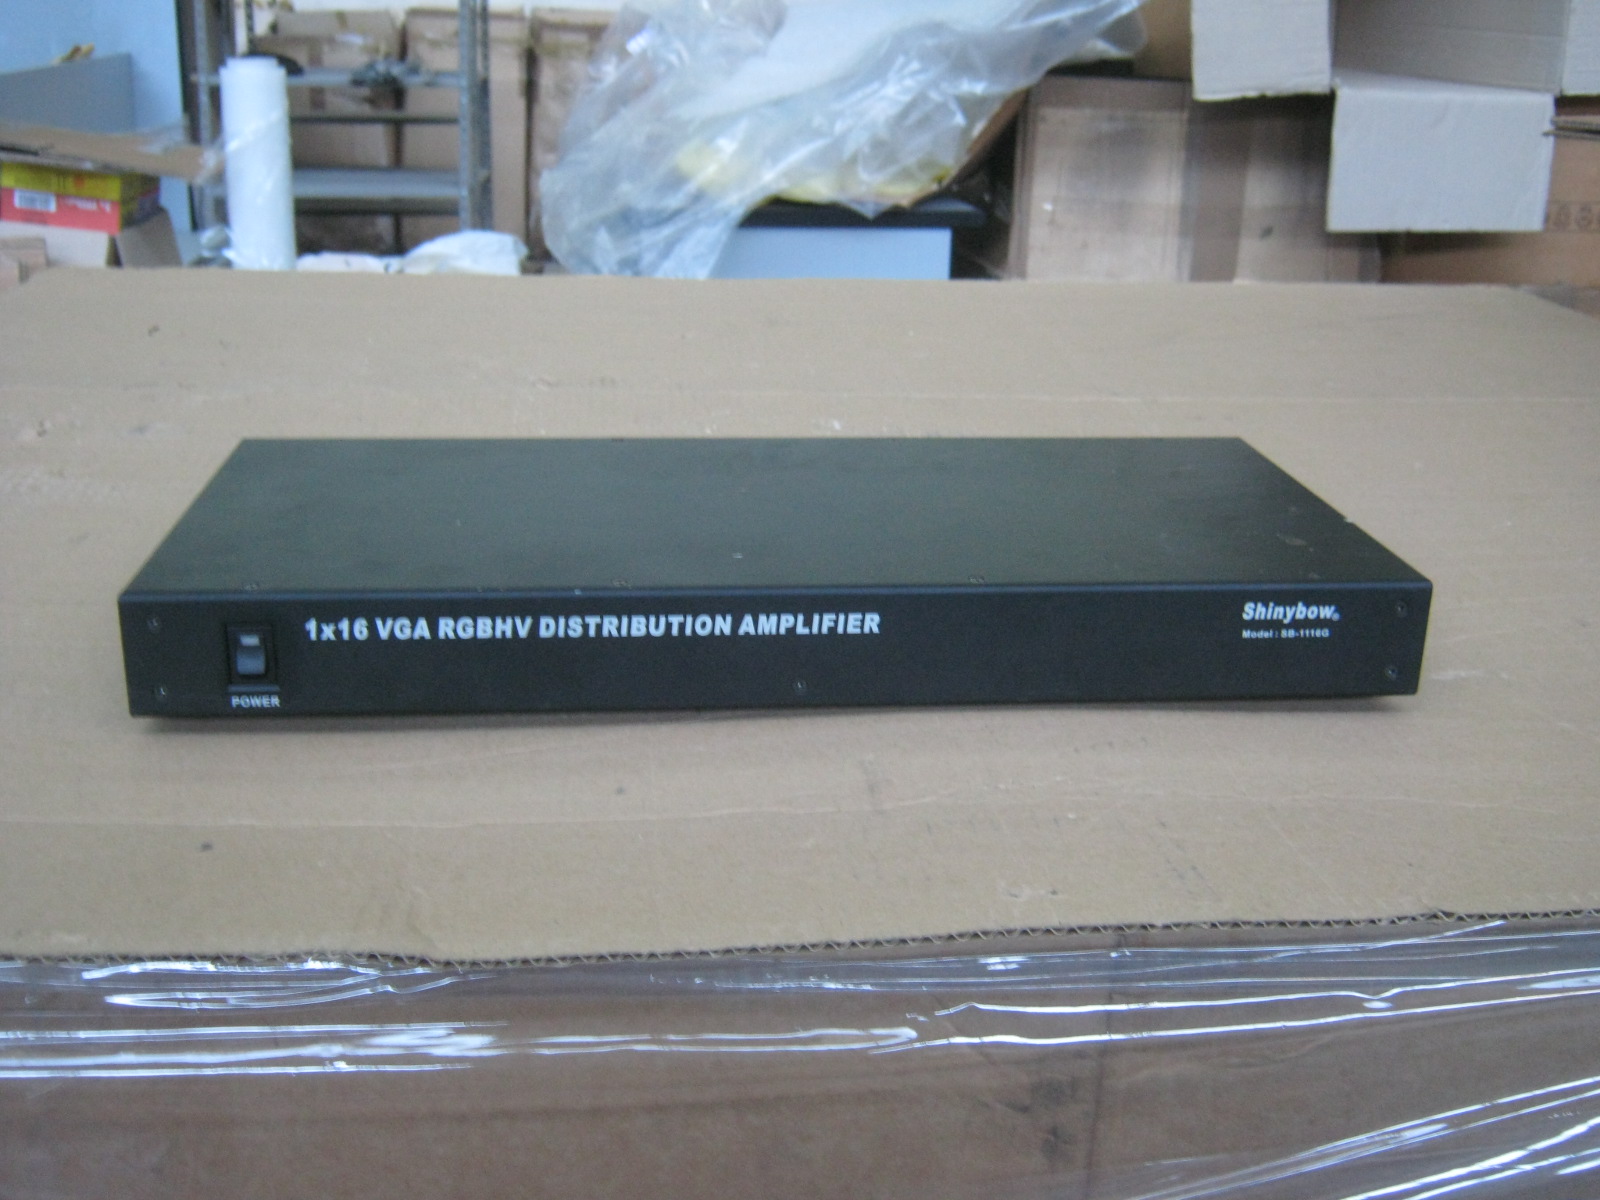 1x16 VGA RGBHV DISTRIBUTION AMPLIFIER
Shinybow®
Model : SB-1116G
POWER